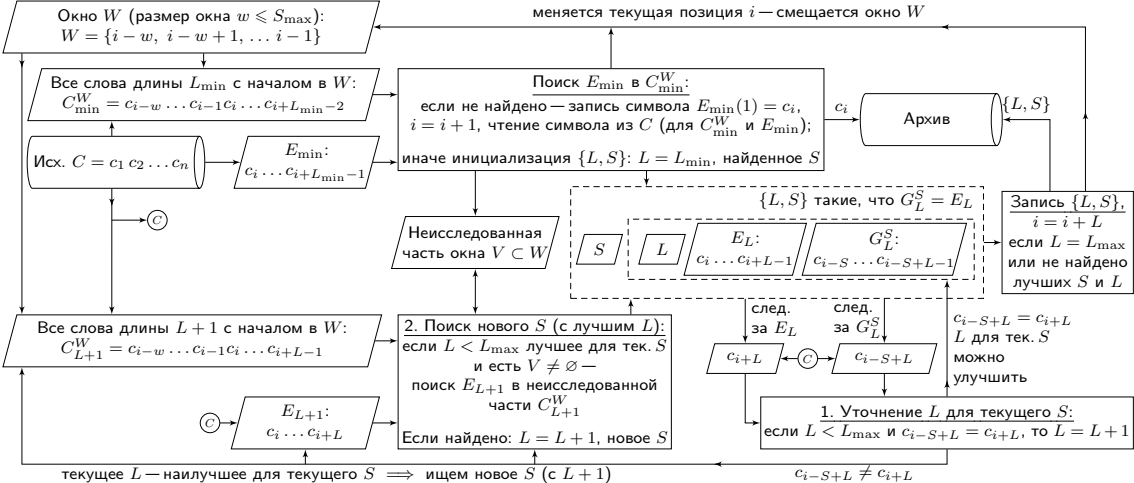 Окно W (размер окна w ⩽ S_max):
W = {i − w, i − w + 1, … i − 1}
меняется текущая позиция i — смещается окно W
Все слова длины L_min с началом в W:
C^W_min = c_{i−w} … c_{i−1} c_i … c_{i+L_min−2}
Поиск E_min в C^W_min:
если не найдено — запись символа E_min(1) = c_i,
i = i + 1, чтение символа из C (для C^W_min и E_min);
иначе инициализация {L, S}: L = L_min, найденное S
c_i
Архив
{L, S}
Исх. C = c_1 c_2 … c_n
E_min:
c_i … c_{i+L_min−1}
C
Неисследованная
часть окна V ⊂ W
{L, S} такие, что G^S_L = E_L
S
L
E_L:
c_i … c_{i+L−1}
G^S_L:
c_{i−S} … c_{i−S+L−1}
Запись {L, S},
i = i + L
если L = L_max
или не найдено
лучших S и L
Все слова длины L + 1 с началом в W:
C^W_{L+1} = c_{i−w} … c_{i−1} c_i … c_{i+L−1}
2. Поиск нового S (с лучшим L):
если L < L_max лучшее для тек. S
и есть V ≠ ∅ —
поиск E_{L+1} в неисследованной
части C^W_{L+1}
Если найдено: L = L + 1, новое S
след.
за E_L
след.
за G^S_L
c_{i+L}
C
c_{i−S+L}
c_{i−S+L} = c_{i+L}
L для тек. S
можно
улучшить
C
E_{L+1}:
c_i … c_{i+L}
1. Уточнение L для текущего S:
если L < L_max и c_{i−S+L} = c_{i+L}, то L = L + 1
текущее L — наилучшее для текущего S ⟹ ищем новое S (с L + 1)
c_{i−S+L} ≠ c_{i+L}